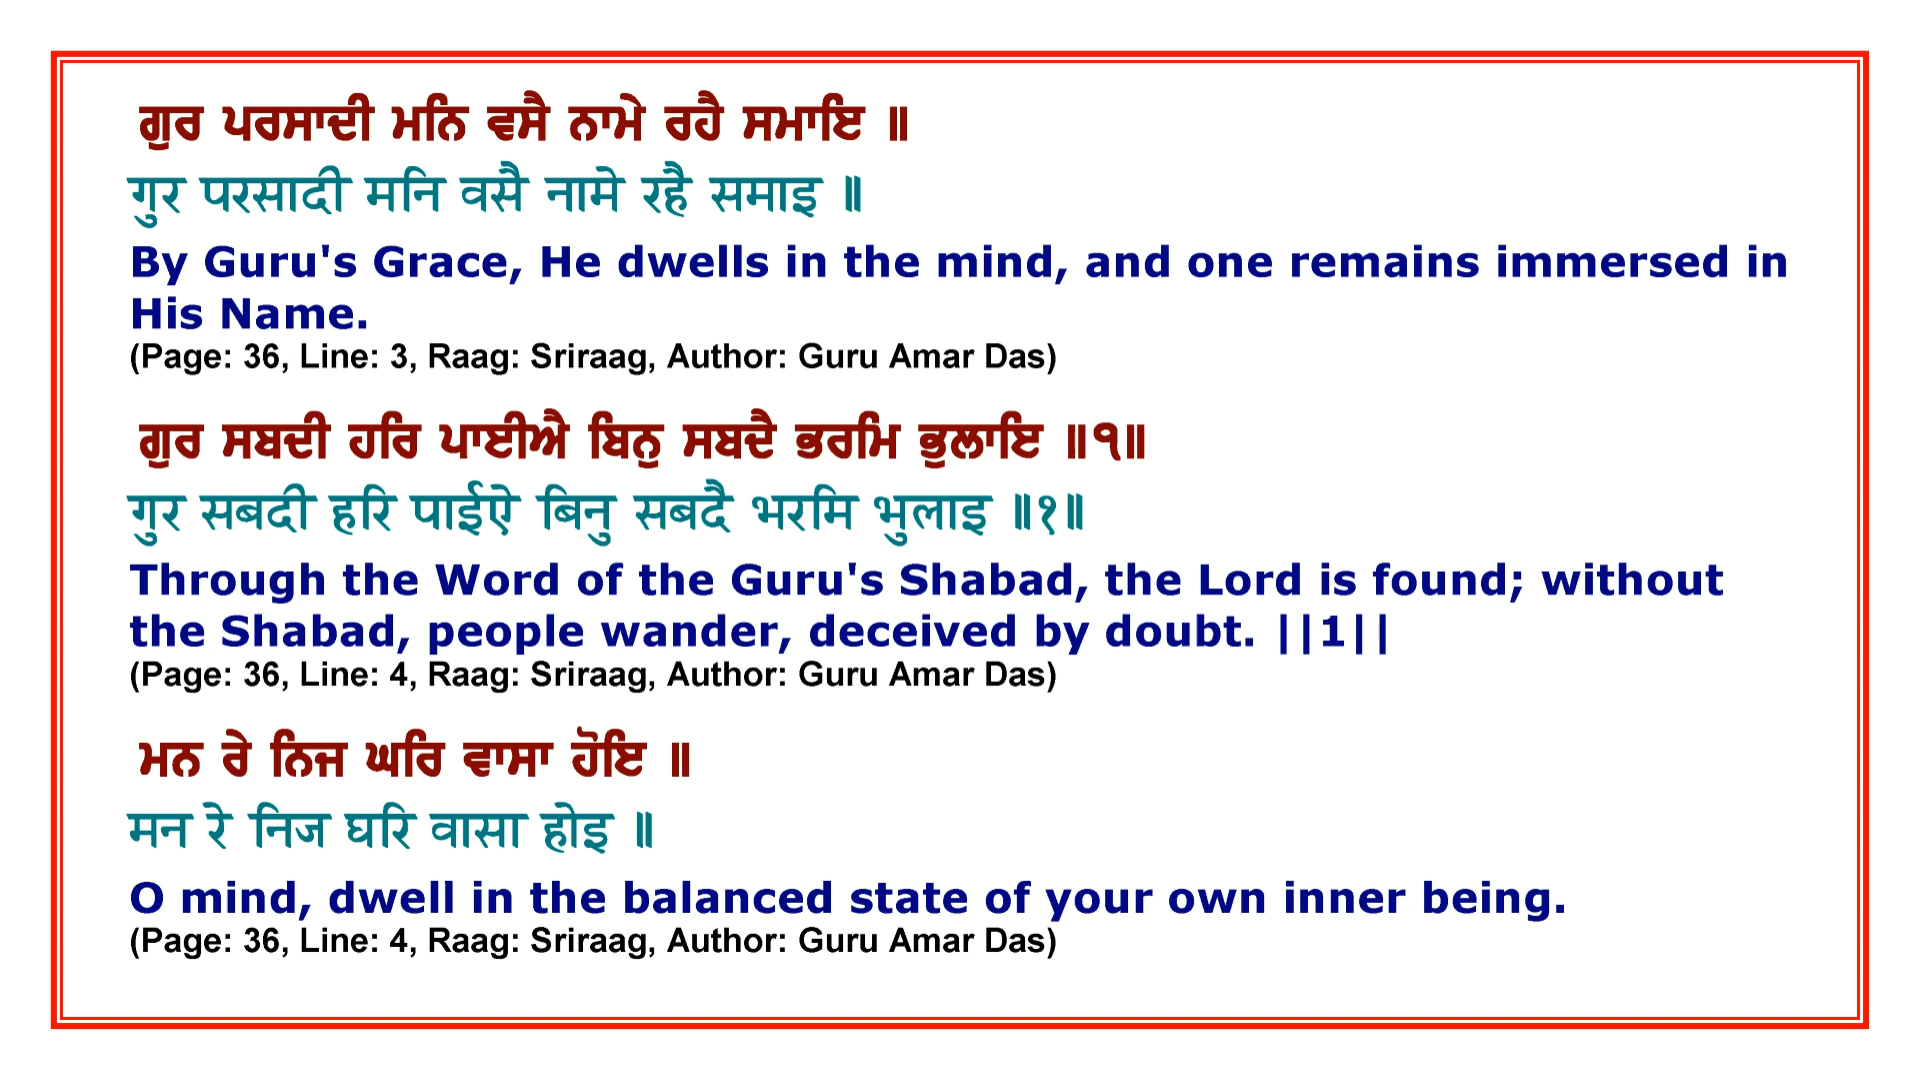 ਗੁਰ ਪਰਸਾਦੀ ਮਨਿ ਵਸੈ ਨਾਮੇ ਰਹੈ ਸਮਾਇ ॥
गुर परसादी मनि वसै नामे रहै समाइ ॥
By Guru's Grace, He dwells in the mind, and one remains immersed in
His Name.
(Page: 36, Line: 3, Raag: Sriraag, Author: Guru Amar Das)
ਗੁਰ ਸਬਦੀ ਹਰਿ ਪਾਈਐ ਬਿਨੁ ਸਬਦੈ ਭਰਮਿ ਭੁਲਾਇ ॥੧॥
गुर सबदी हरि पाईऐ बिनु सबदै भरमि भुलाइ ॥१॥
Through the Word of the Guru's Shabad, the Lord is found; without
the Shabad, people wander, deceived by doubt. ||1||
(Page: 36, Line: 4, Raag: Sriraag, Author: Guru Amar Das)
ਮਨ ਰੇ ਨਿਜ ਘਰਿ ਵਾਸਾ ਹੋਇ ॥
मन रे निज घरि वासा होइ ॥
O mind, dwell in the balanced state of your own inner being.
(Page: 36, Line: 4, Raag: Sriraag, Author: Guru Amar Das)